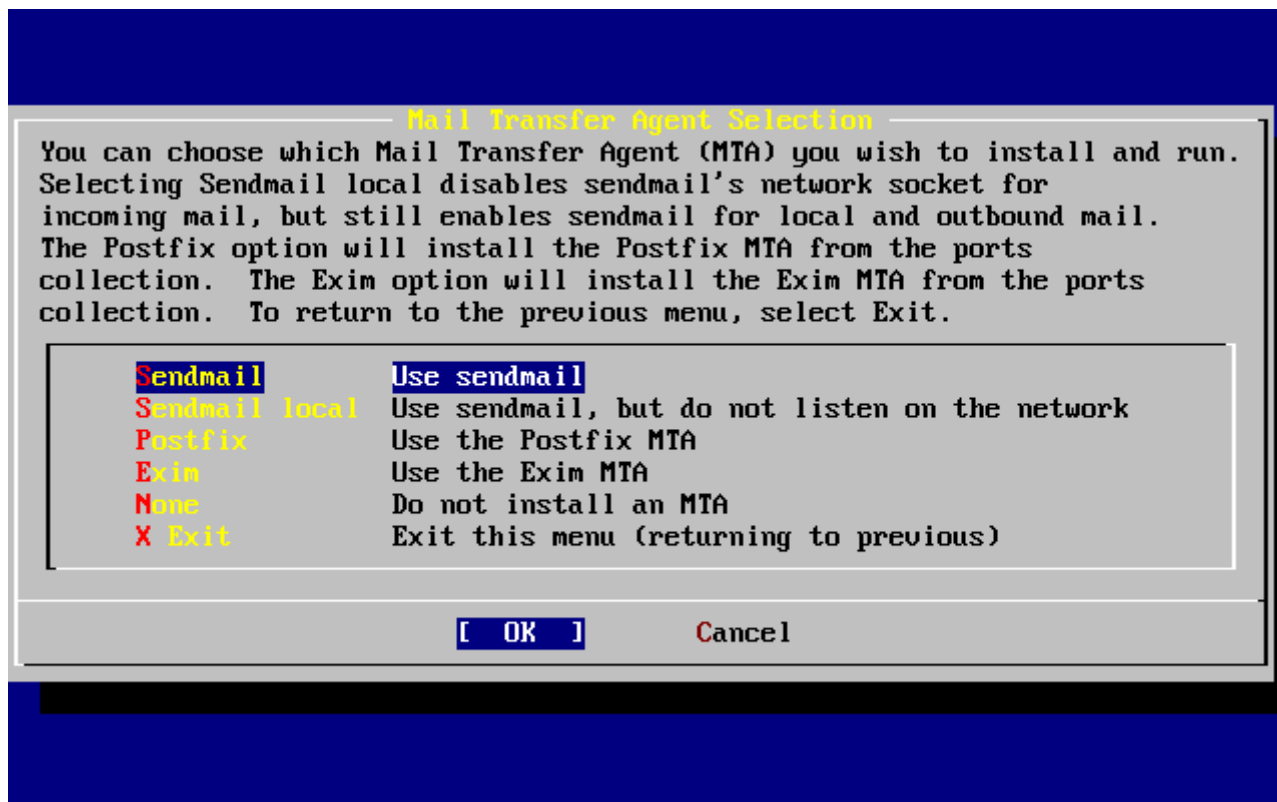 Mail Transfer Agent Selection
You can choose which Mail Transfer Agent (MTA) you wish to install and run.
Selecting Sendmail local disables sendmail's network socket for
incoming mail, but still enables sendmail for local and outbound mail.
The Postfix option will install the Postfix MTA from the ports
collection.  The Exim option will install the Exim MTA from the ports
collection.  To return to the previous menu, select Exit.
Sendmail Use sendmail
Sendmail local Use sendmail, but do not listen on the network
Postfix Use the Postfix MTA
Exim Use the Exim MTA
None Do not install an MTA
X Exit Exit this menu (returning to previous)
[ OK ] Cancel